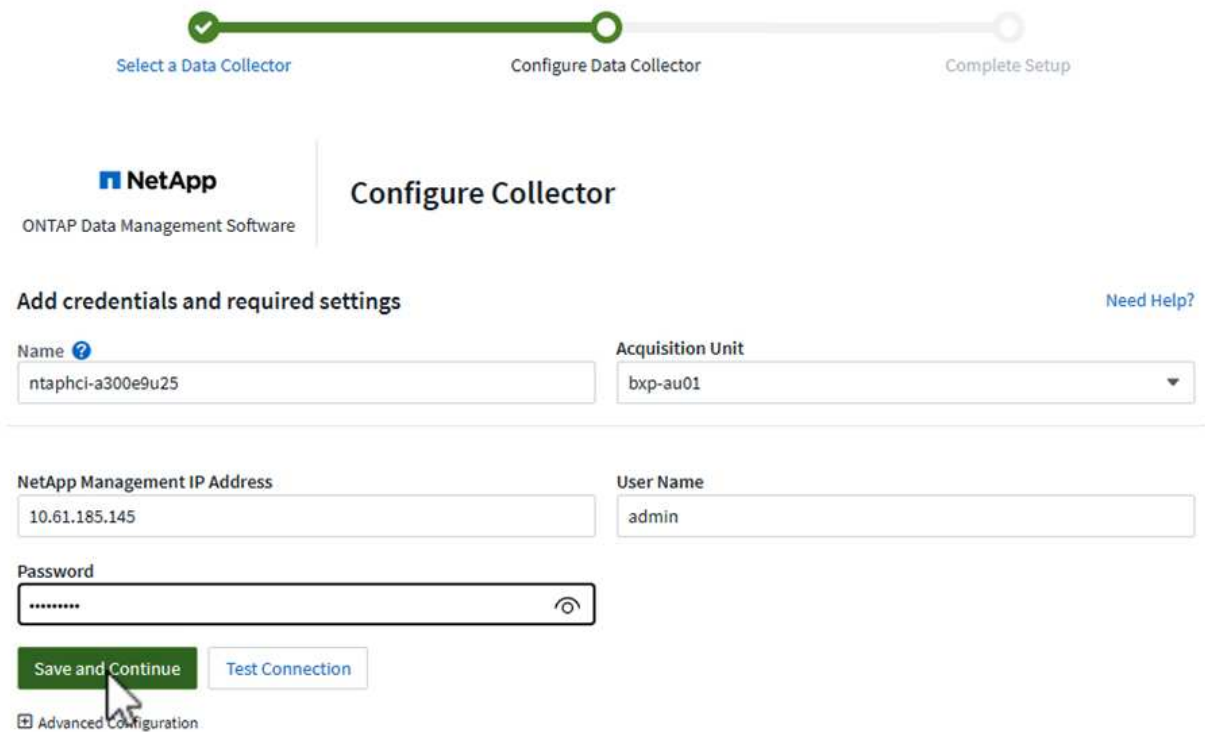 Select a Data Collector
Configure Data Collector
Complete Setup
NetApp
ONTAP Data Management Software
Configure Collector
Add credentials and required settings
Need Help?
Name ?
Acquisition Unit
ntaphci-a300e9u25
bxp-au01
NetApp Management IP Address
User Name
10.61.185.145
admin
Password
•••••••••
Save and Continue
Test Connection
Advanced Configuration